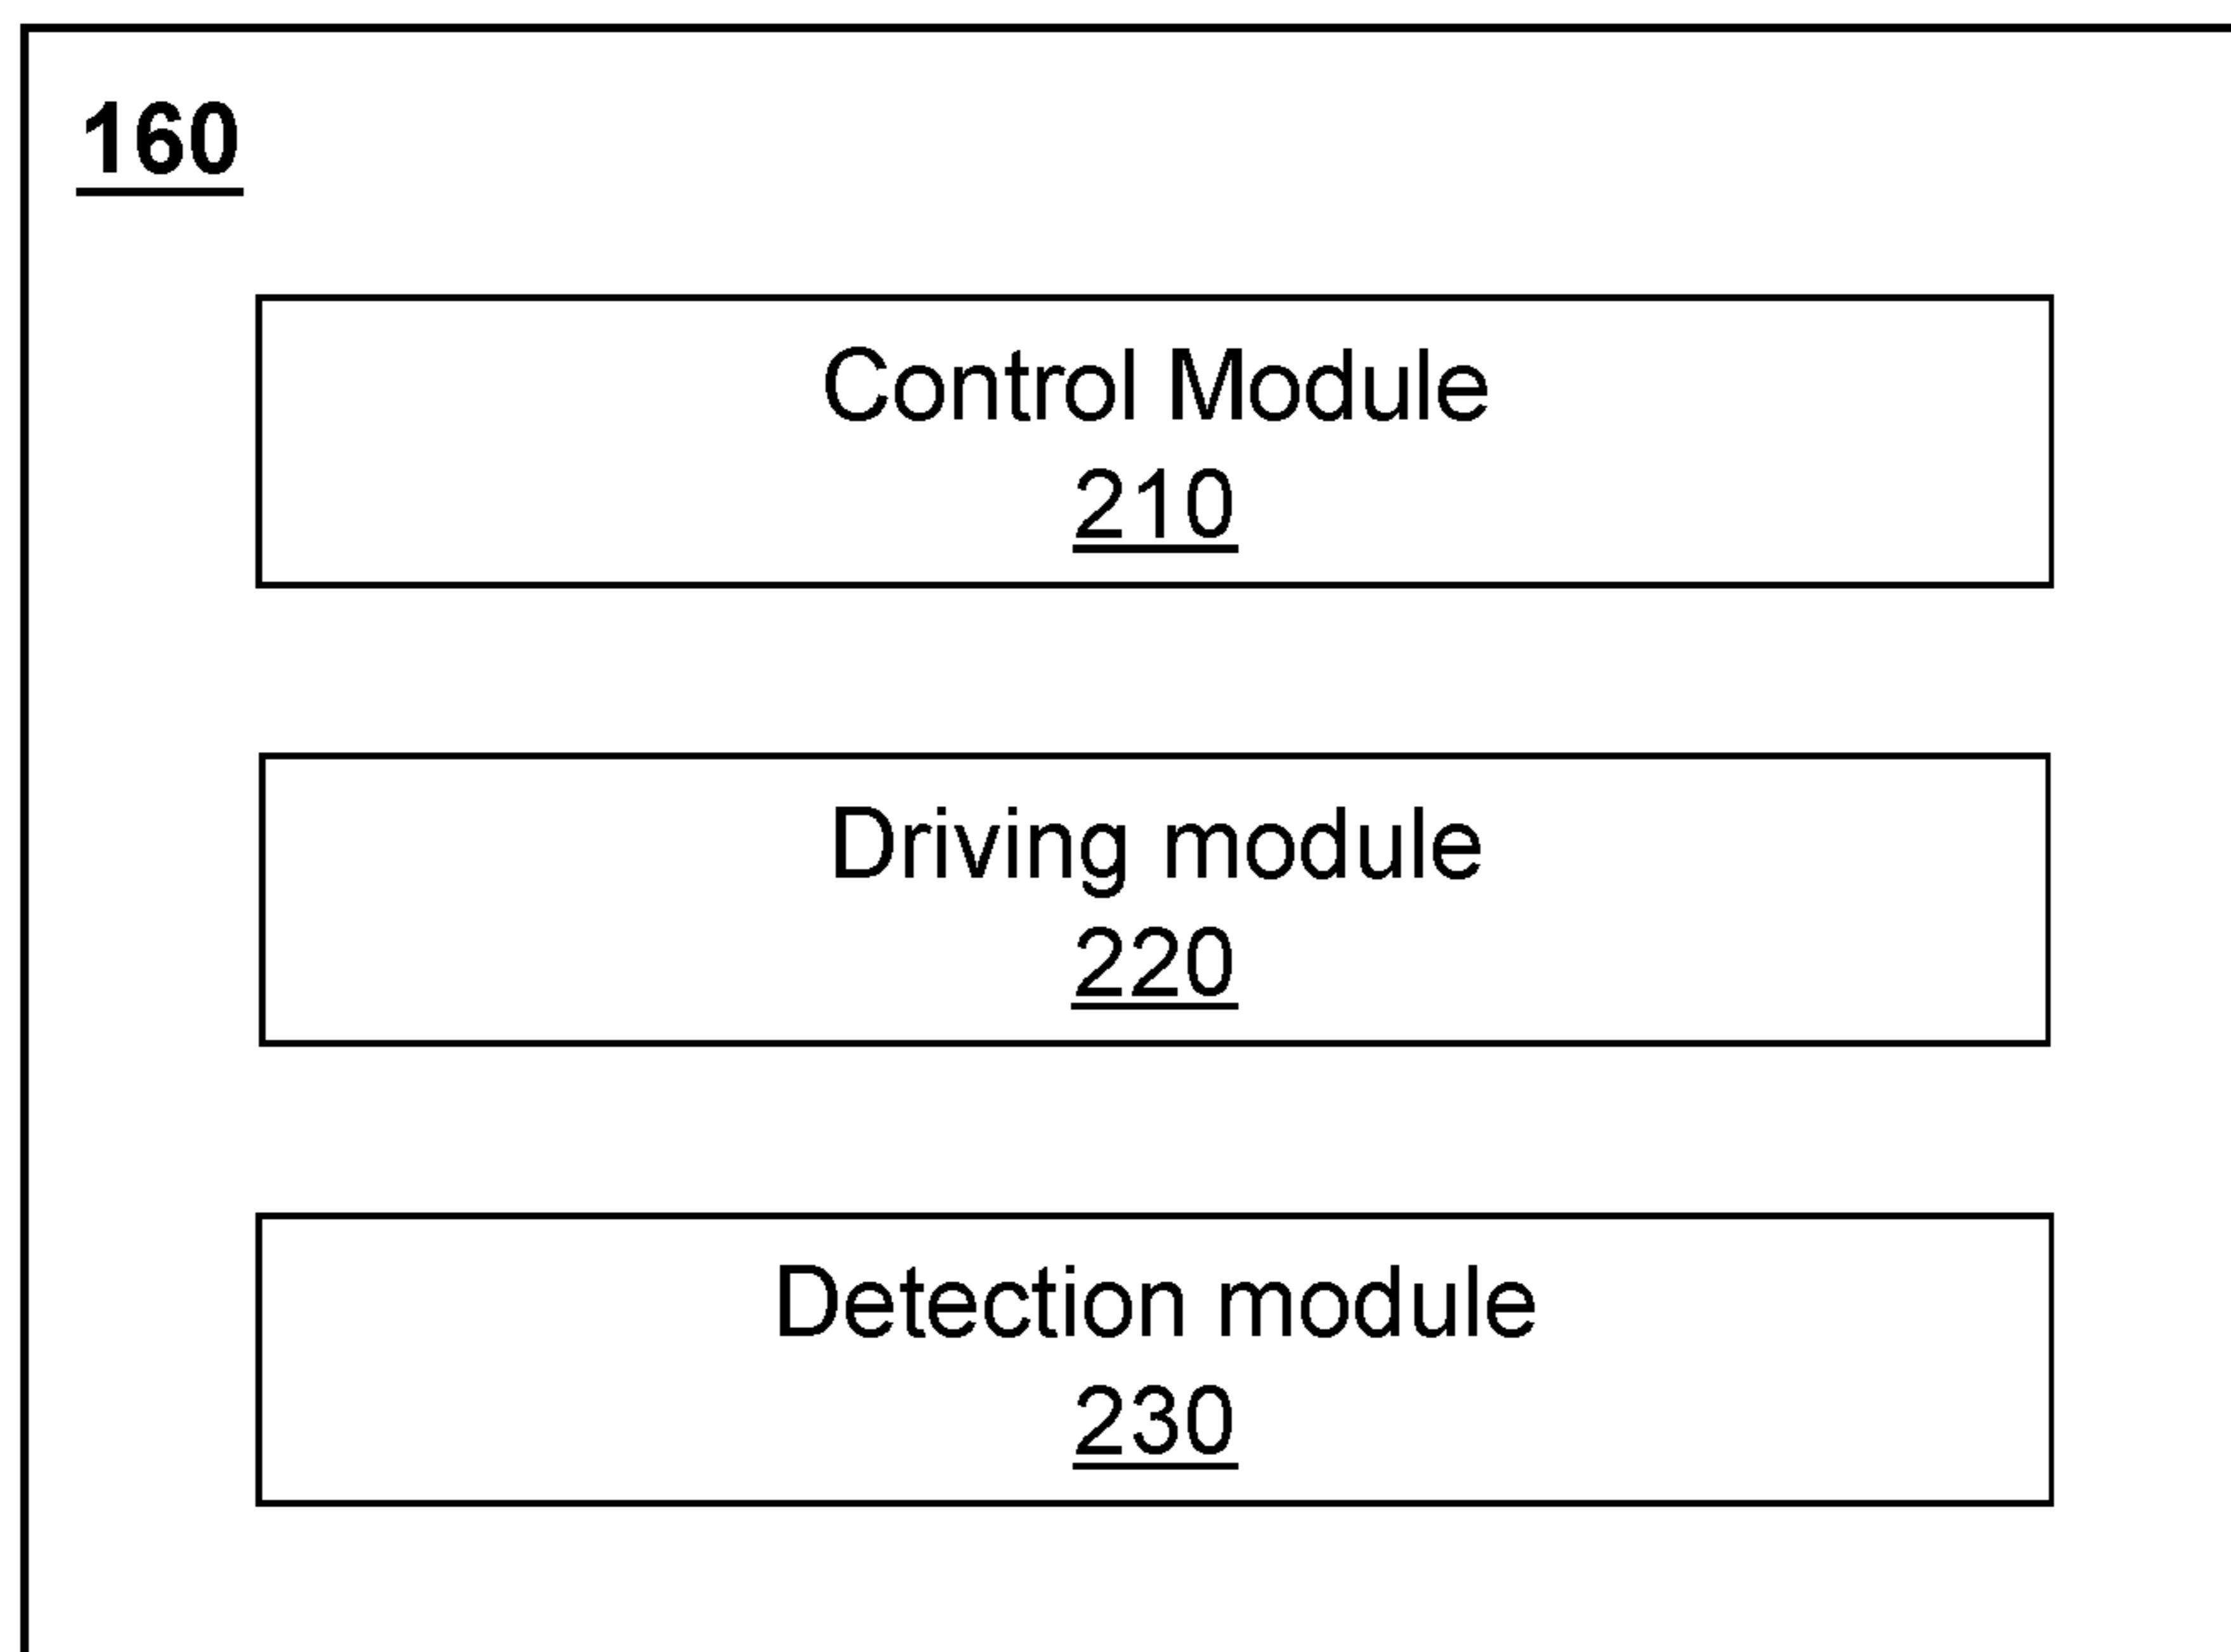 160
Control Module
210
Driving module
220
Detection module
230